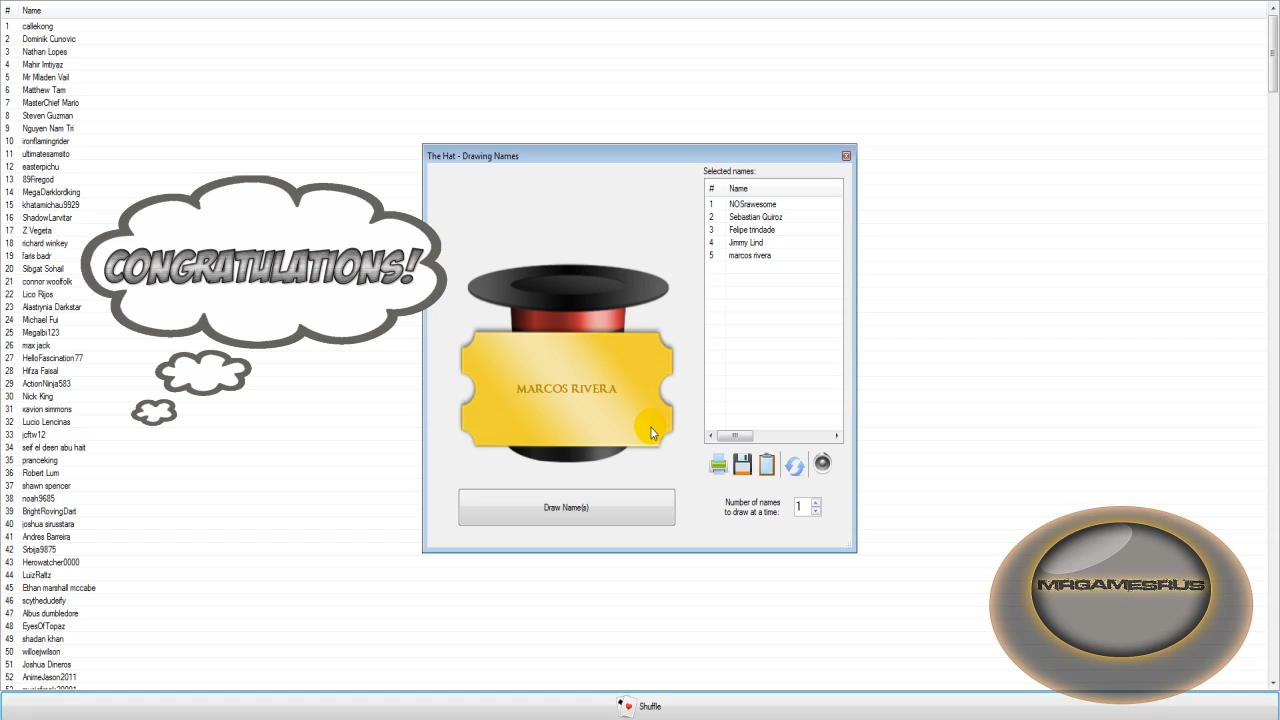 # Name
1 callekong
2 Dominik Cunovic
3 Nathan Lopes
4 Mahir Imtiyaz
5 Mr Mladen Vail
6 Matthew Tam
7 MasterChief Mario
8 Steven Guzman
9 Nguyen Nam Tri
10 ironflamingrider
11 ultimatesamsito
12 easterpichu
13 89Firegod
14 MegaDarklordking
15 khatamichau9929
16 ShadowLarvitar
17 Z Vegeta
18 richard winkey
19 faris badr
20 Sibgat Sohail
21 connor woolfolk
22 Lico Rijos
23 Alastrynia Darkstar
24 Michael Fui
25 Megalbi123
26 max jack
27 HelloFascination77
28 Hifza Faisal
29 ActionNinja583
30 Nick King
31 xavion simmons
32 Lucio Lencinas
33 jcftw12
34 seif el deen abu hait
35 pranceking
36 Robert Lum
37 shawn spencer
38 noah9685
39 BrightRovingDart
40 joshua sirusstara
41 Andres Barreira
42 Srbija9875
43 Herowatcher0000
44 LuizRaltz
45 Ethan marshall mccabe
46 scythedudeify
47 Albus dumbledore
48 EyesOfTopaz
49 shadan khan
50 willoejwilson
51 Joshua Dineros
52 AnimeJason2011
CONGRATULATIONS!
The Hat - Drawing Names
MARCOS RIVERA
Draw Name(s)
Selected names:
# Name
1 NOSrawesome
2 Sebastian Quiroz
3 Felipe trindade
4 Jimmy Lind
5 marcos rivera
Number of names
to draw at a time:
1
MRGAMESRUS
Shuffle